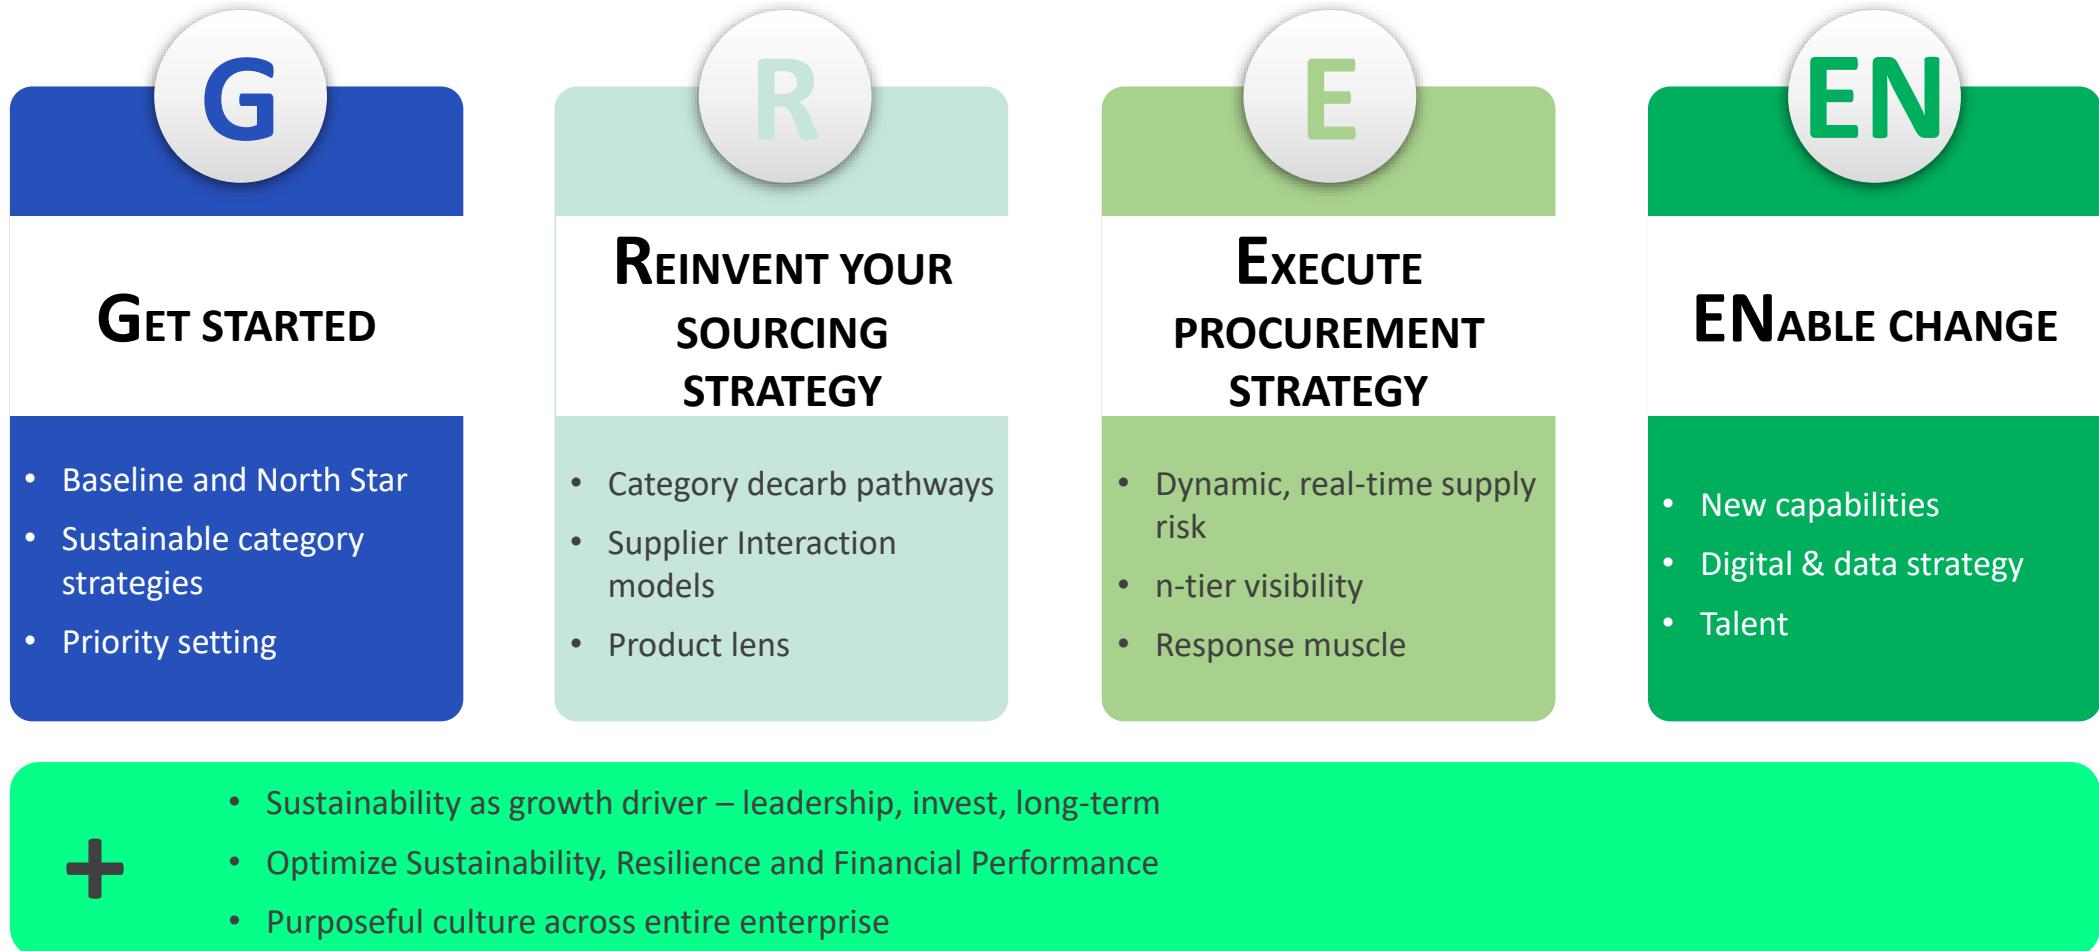 G
GET STARTED
• Baseline and North Star
• Sustainable category
strategies
• Priority setting
R
REINVENT YOUR
SOURCING
STRATEGY
• Category decarb pathways
• Supplier Interaction
models
• Product lens
E
EXECUTE
PROCUREMENT
STRATEGY
• Dynamic, real-time supply
risk
• n-tier visibility
• Response muscle
EN
ENABLE CHANGE
• New capabilities
• Digital & data strategy
• Talent
+
• Sustainability as growth driver – leadership, invest, long-term
• Optimize Sustainability, Resilience and Financial Performance
• Purposeful culture across entire enterprise